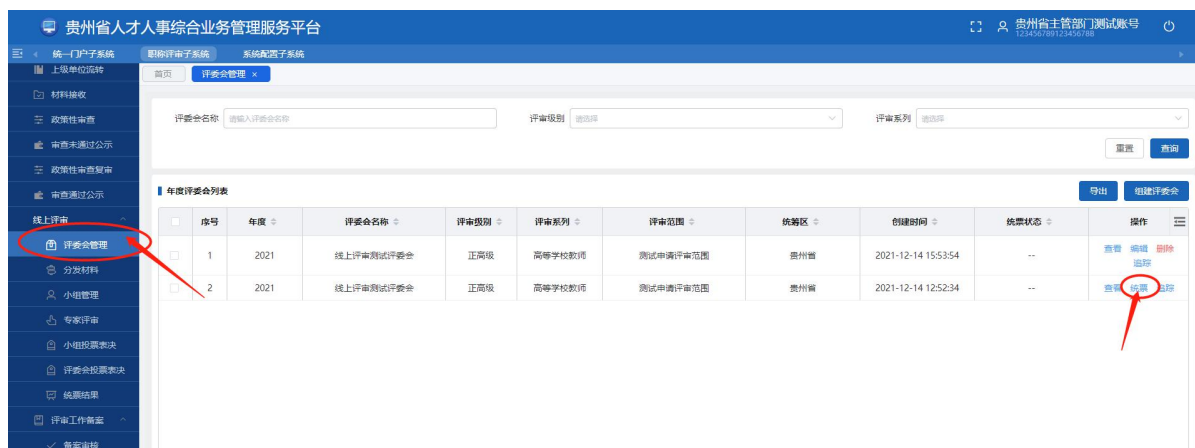 贵州省人才人事综合业务管理服务平台
贵州省主管部门测试账号
12345678912345678B
统一门户子系统 职称评审子系统 系统配置子系统
上级单位流转
材料接收
政策性审查
审查未通过公示
政策性审查复审
审查通过公示
线上评审
评委会管理
分发材料
小组管理
专家评审
小组投票表决
评委会投票表决
统票结果
评审工作备案
备案审核
首页 评委会管理 ×
评委会名称 请输入评委会名称 评审级别 请选择 评审系列 请选择
重置 查询
年度评委会列表 导出 组建评委会
序号 年度 评委会名称 评审级别 评审系列 评审范围 统筹区 创建时间 统票状态 操作
1 2021 线上评审测试评委会 正高级 高等学校教师 测试申请评审范围 贵州省 2021-12-14 15:53:54 -- 查看 编辑 删除
追踪
2 2021 线上评审测试评委会 正高级 高等学校教师 测试申请评审范围 贵州省 2021-12-14 12:52:34 -- 查看 统票 追踪